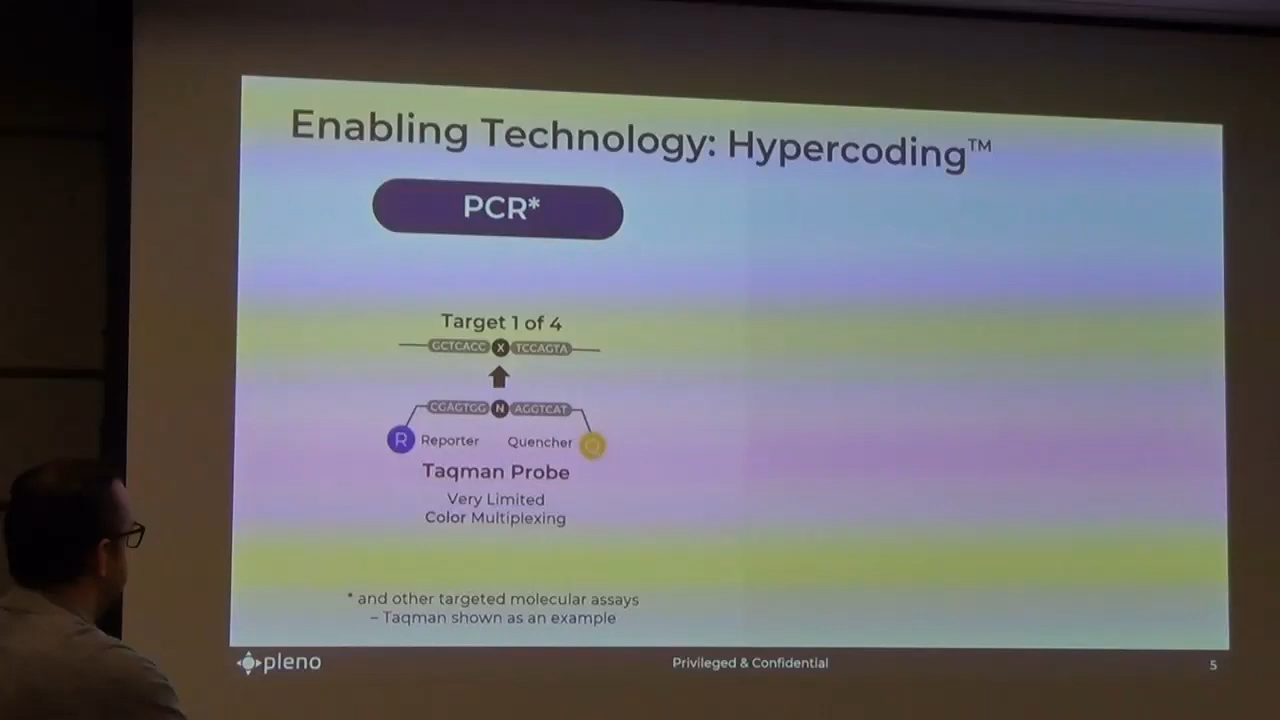 Enabling Technology: Hypercoding™
PCR*
Target 1 of 4
GCTCACC X TCCAGTA
CGAGTGG N AGGTCAT
R Reporter Quencher Q
Taqman Probe
Very Limited
Color Multiplexing
* and other targeted molecular assays
– Taqman shown as an example
pleno Privileged & Confidential 5